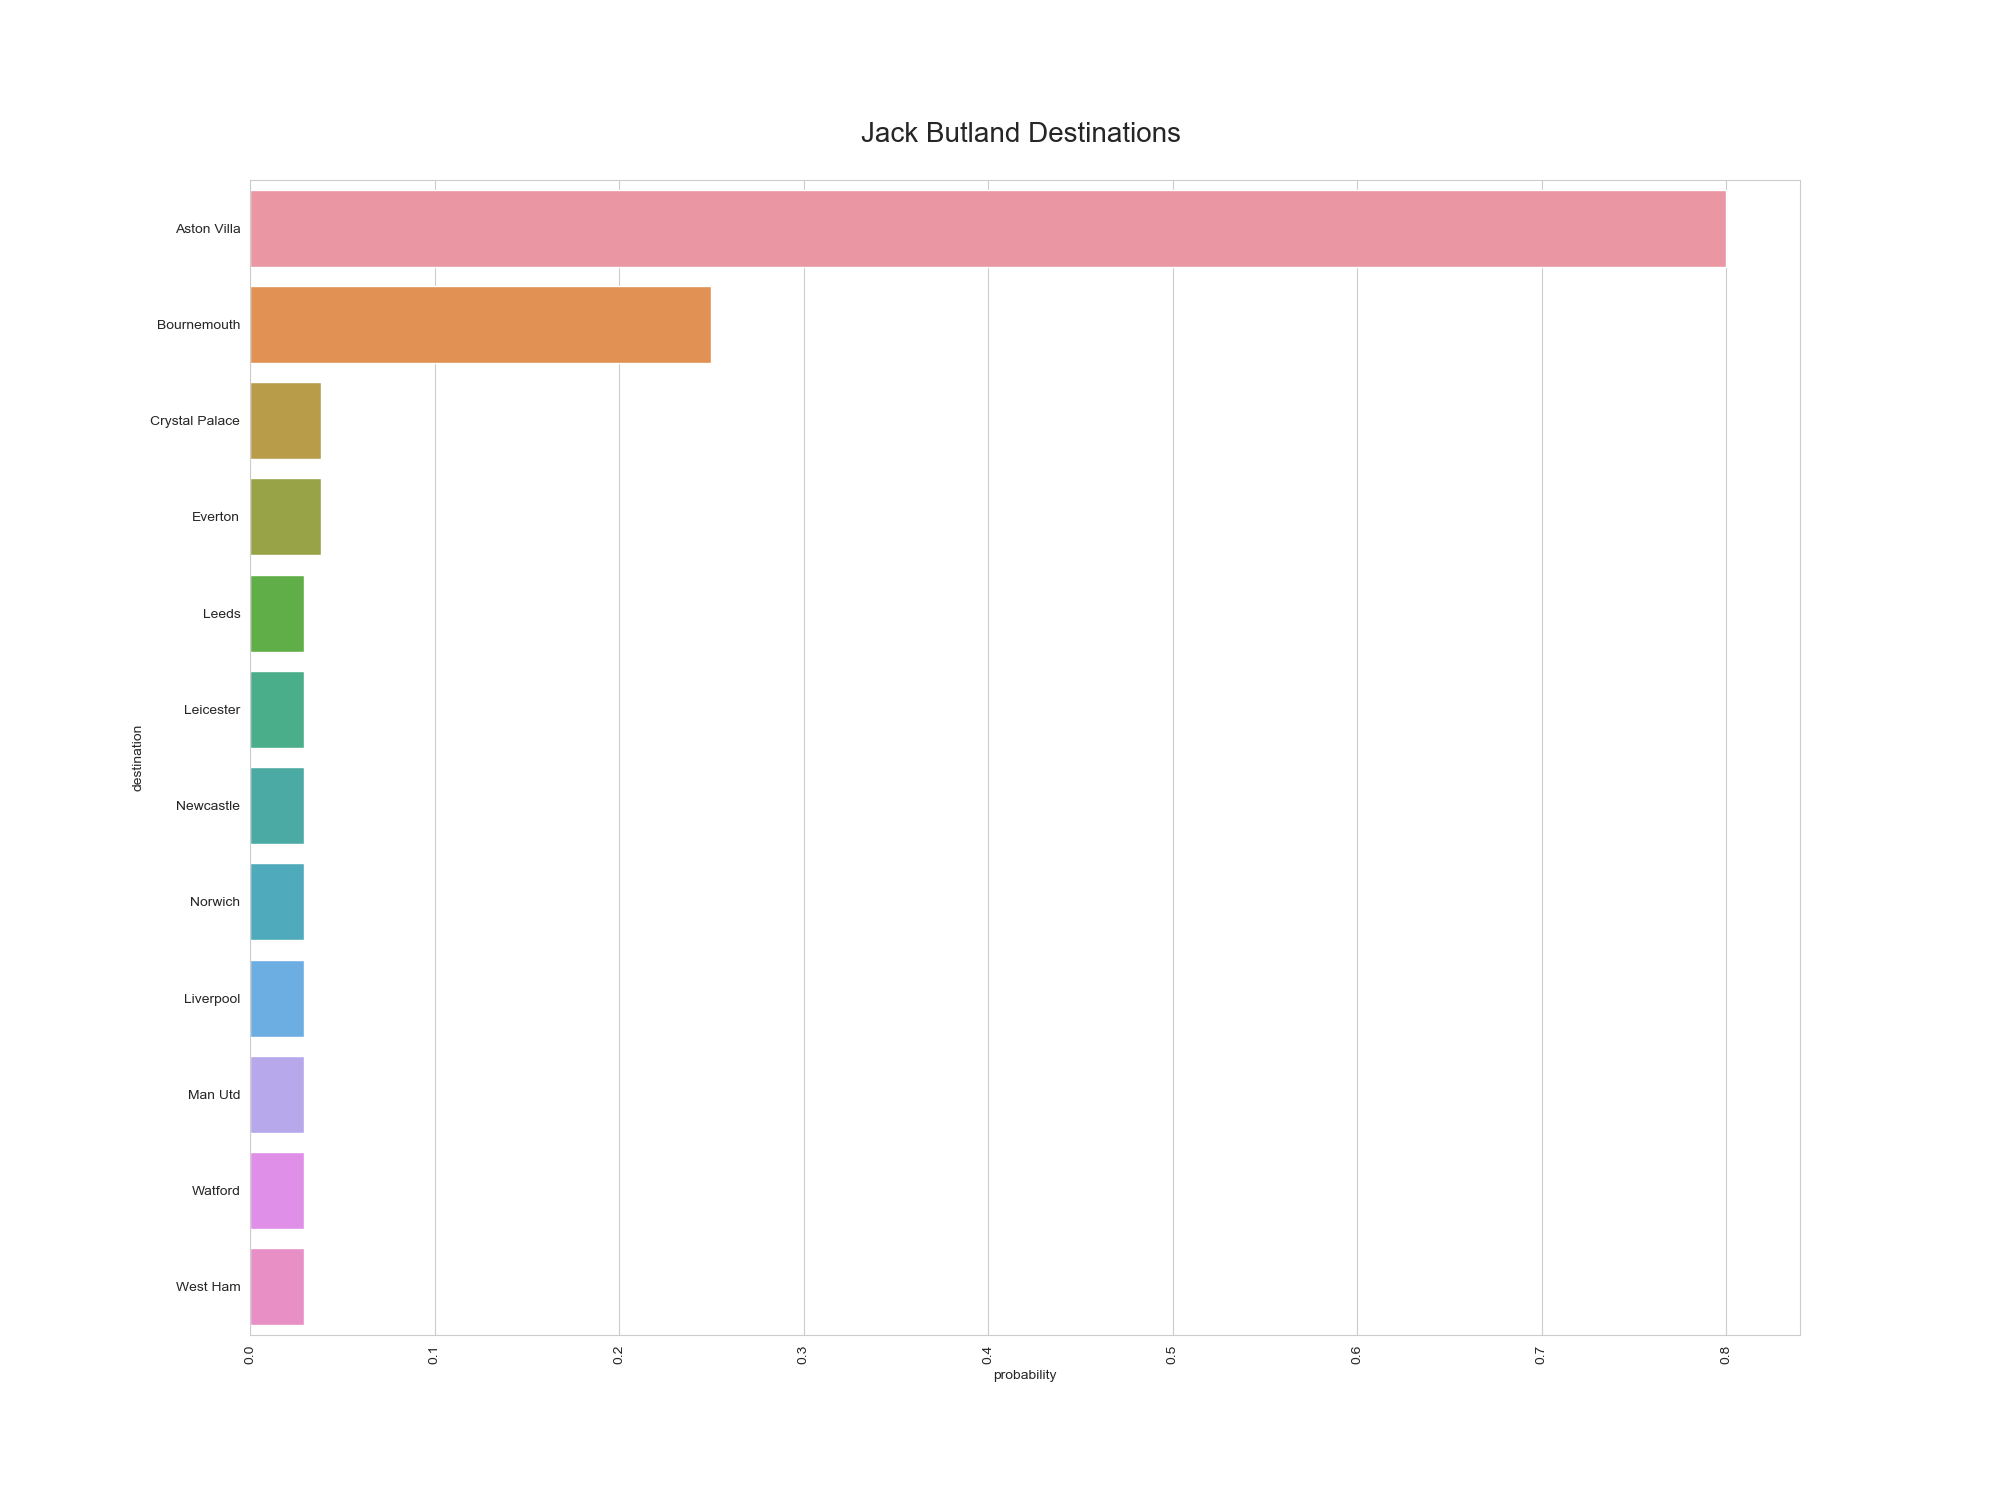 Jack Butland Destinations
Aston Villa
Bournemouth
Crystal Palace
Everton
Leeds
Leicester
Newcastle
Norwich
Liverpool
Man Utd
Watford
West Ham
destination
0.0 0.1 0.2 0.3 0.4 0.5 0.6 0.7 0.8
probability